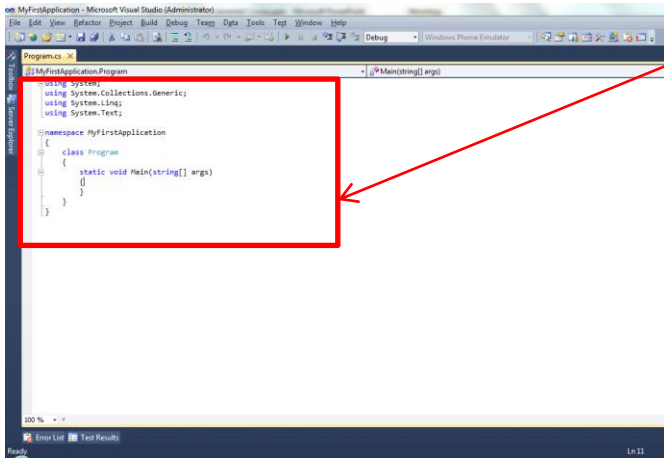 MyFirstApplication - Microsoft Visual Studio (Administrator)
File Edit View Refactor Project Build Debug Team Data Tools Test Window Help
Debug Windows Phone Emulator
Program.cs
MyFirstApplication.Program Main(string[] args)
Toolbox
Server Explorer
using System;
using System.Collections.Generic;
using System.Linq;
using System.Text;
namespace MyFirstApplication
{
class Program
{
static void Main(string[] args)
{
}
}
}
100 %
Error List Test Results
Ready Ln 11